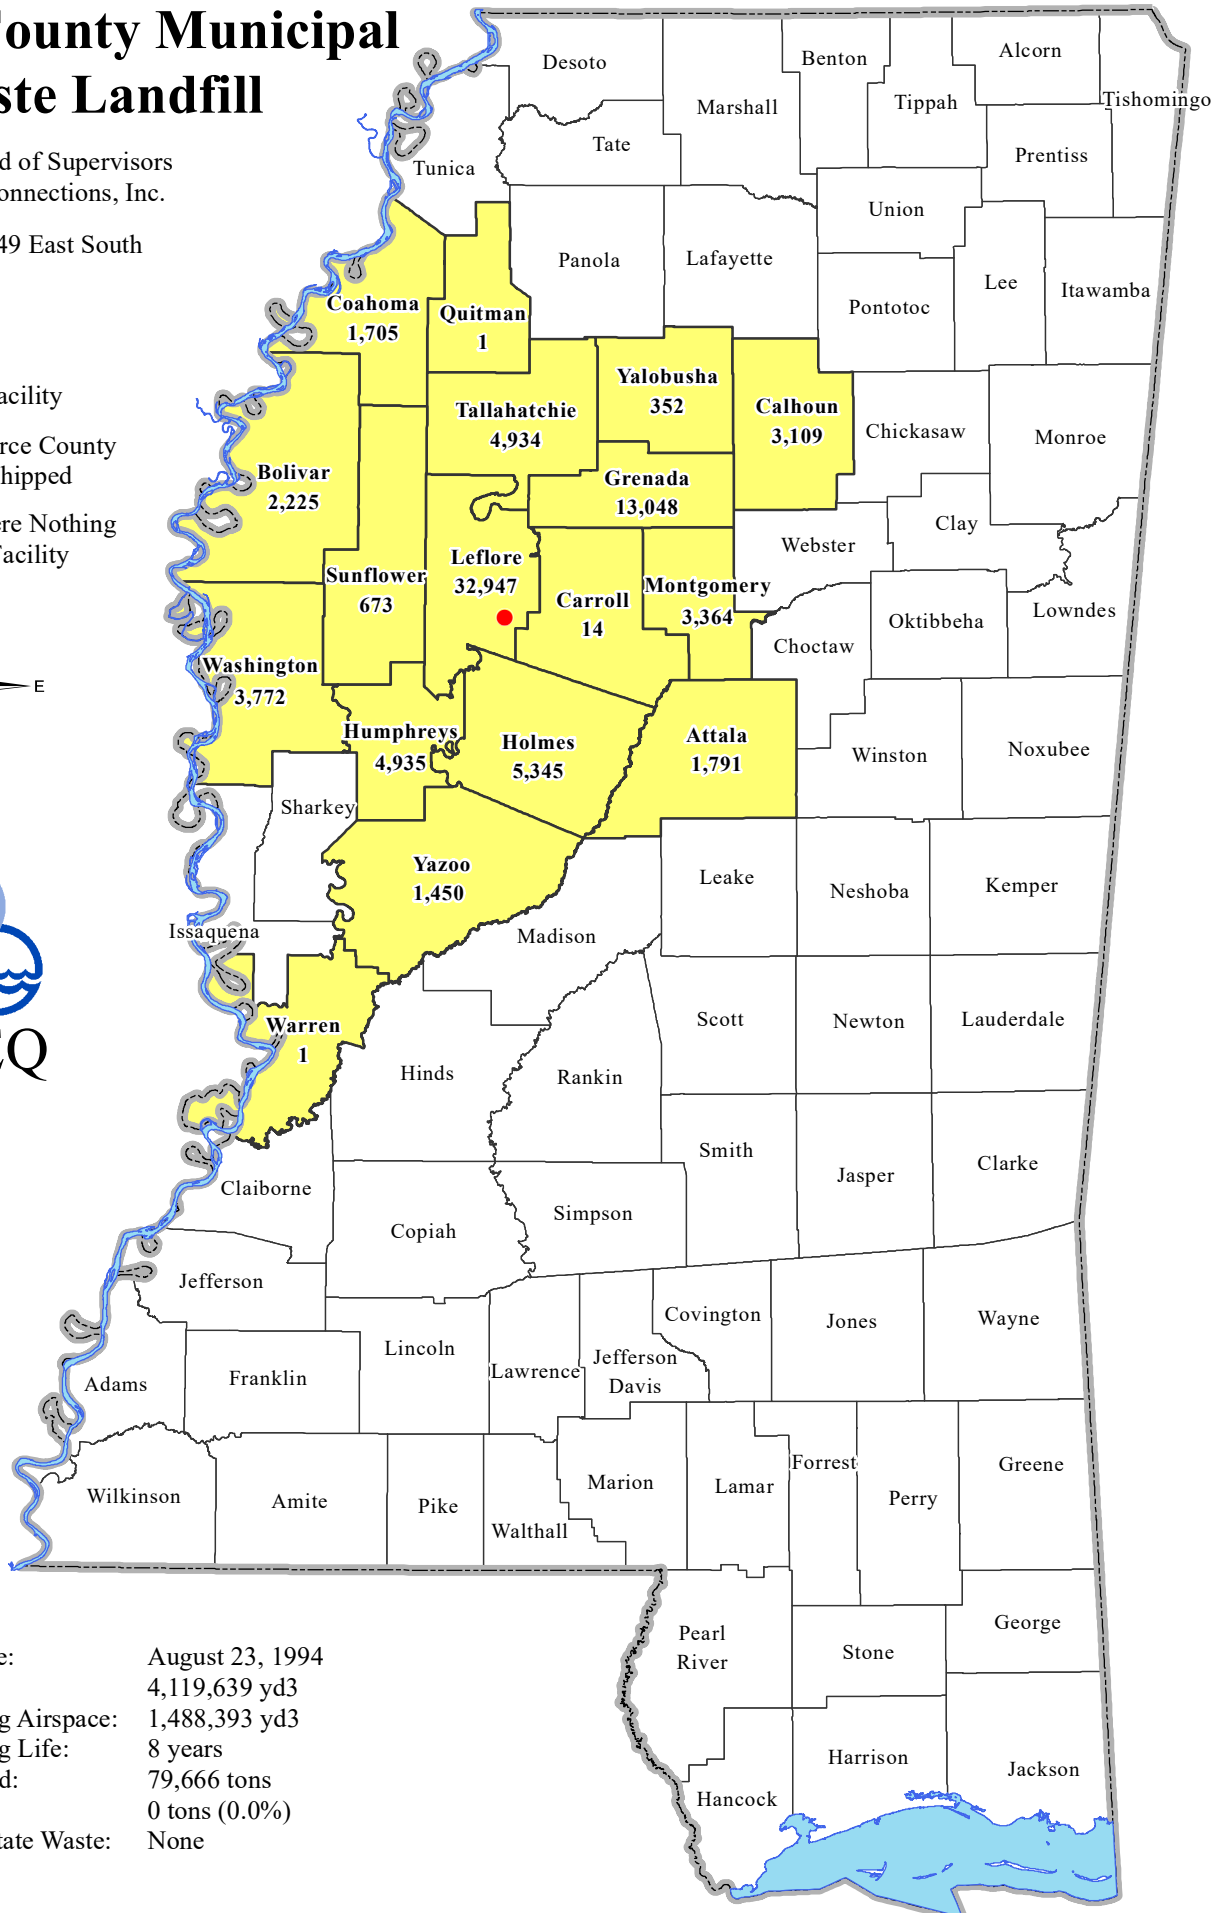 ounty Municipal
ste Landfill
d of Supervisors
onnections, Inc.
49 East South
acility
rce County
hipped
ere Nothing
acility
E
CQ
Desoto
Marshall
Benton
Tippah
Alcorn
Tishomingo
Prentiss
Tate
Tunica
Union
Panola
Lafayette
Pontotoc
Lee
Itawamba
Coahoma
1,705
Quitman
1
Tallahatchie
4,934
Yalobusha
352
Calhoun
3,109
Chickasaw
Monroe
Bolivar
2,225
Grenada
13,048
Clay
Webster
Leflore
32,947
Sunflower
673
Carroll
14
Montgomery
3,364
Choctaw
Oktibbeha
Lowndes
Washington
3,772
Humphreys
4,935
Holmes
5,345
Attala
1,791
Winston
Noxubee
Sharkey
Yazoo
1,450
Leake
Neshoba
Kemper
Issaquena
Madison
Warren
1
Hinds
Rankin
Scott
Newton
Lauderdale
Smith
Jasper
Clarke
Claiborne
Copiah
Simpson
Jefferson
Covington
Jones
Wayne
Adams
Franklin
Lincoln
Lawrence
Jefferson
Davis
Wilkinson
Amite
Pike
Walthall
Marion
Lamar
Forrest
Perry
Greene
Pearl
River
Stone
George
Hancock
Harrison
Jackson
e:
August 23, 1994
4,119,639 yd3
g Airspace:
1,488,393 yd3
g Life:
8 years
d:
79,666 tons
0 tons (0.0%)
tate Waste:
None